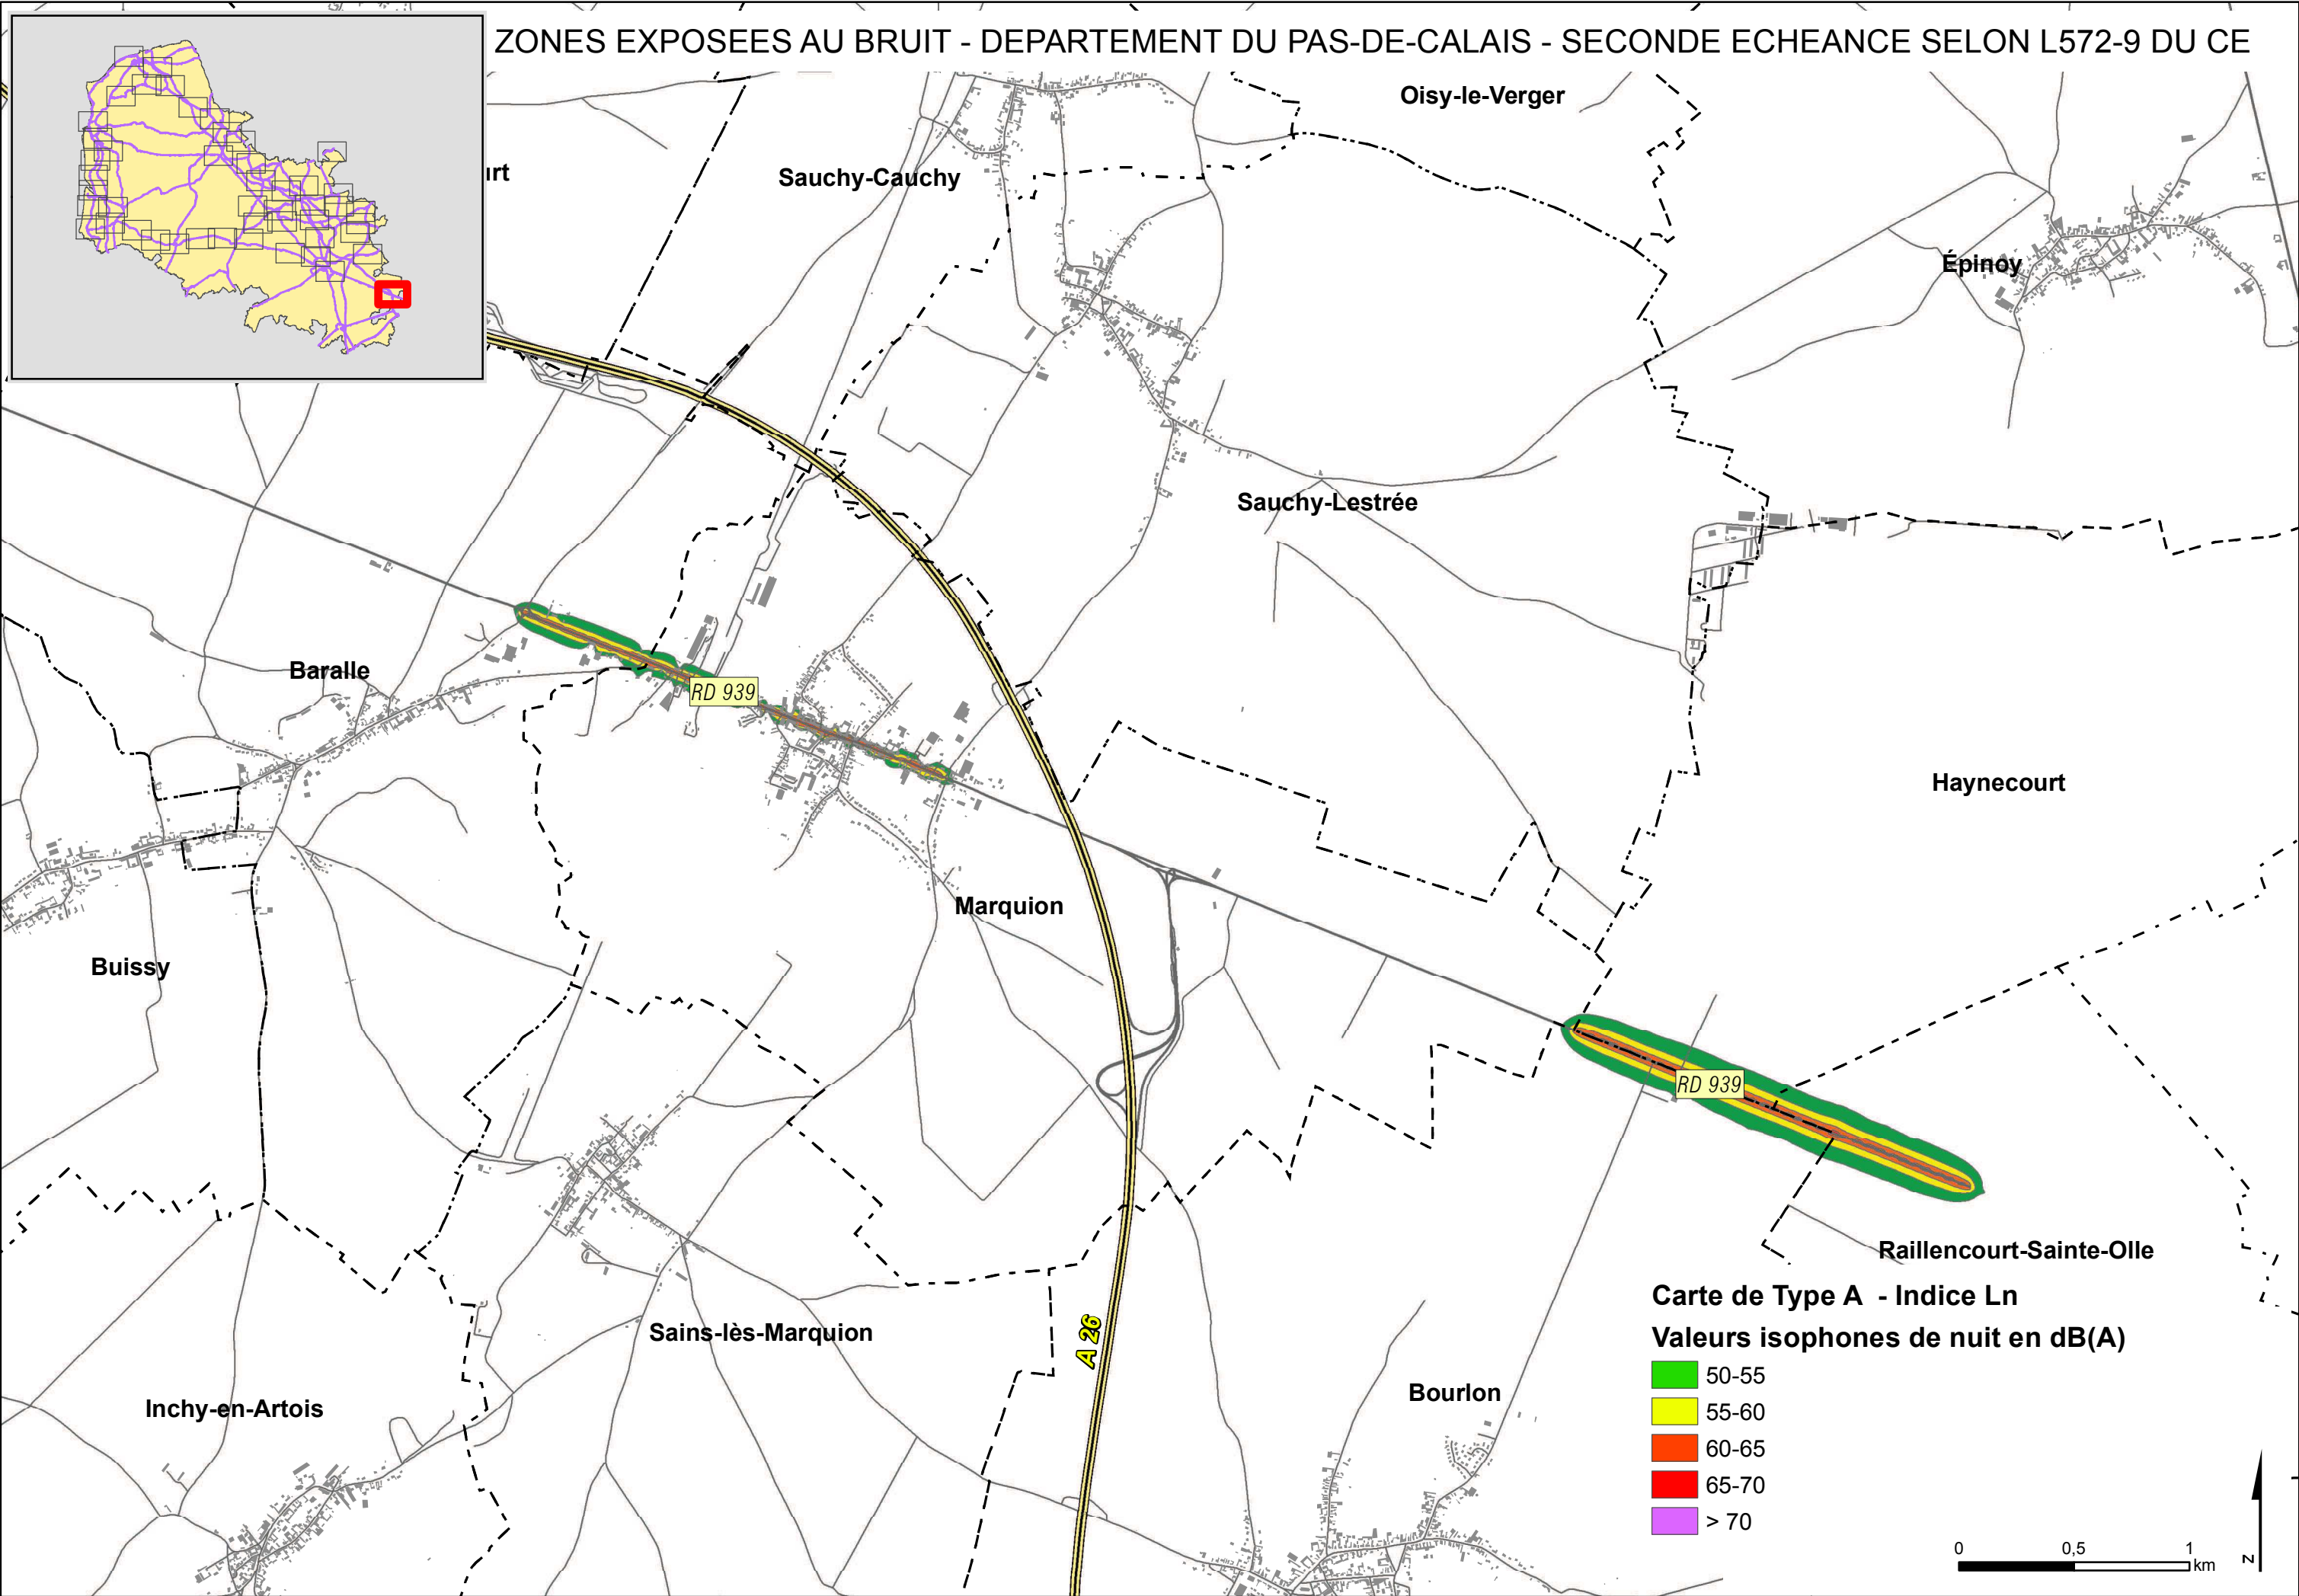 ZONES EXPOSEES AU BRUIT - DEPARTEMENT DU PAS-DE-CALAIS - SECONDE ECHEANCE SELON L572-9 DU CE
Oisy-le-Verger
urt
Sauchy-Cauchy
Épinoy
Sauchy-Lestrée
Baralle
RD 939
Haynecourt
Marquion
Buissy
RD 939
Raillencourt-Sainte-Olle
Carte de Type A - Indice Ln
Valeurs isophones de nuit en dB(A)
50-55
55-60
60-65
65-70
> 70
Sains-lès-Marquion
A 26
Bourlon
Inchy-en-Artois
0 0,5 1
km
N